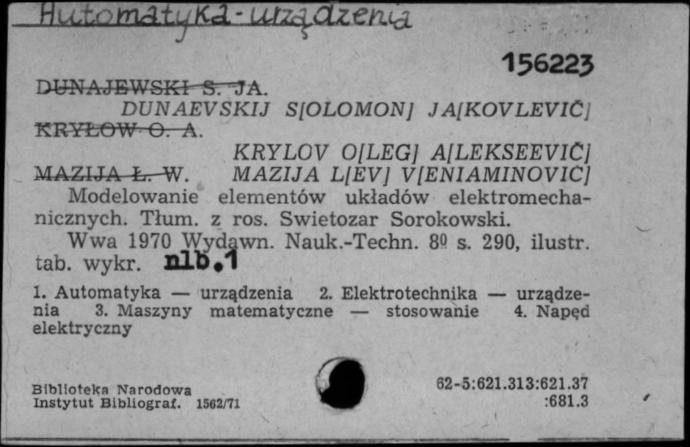 Automatyka - urządzenia
156223
DUNAJEWSKI S. JA.
DUNAEVSKIJ S[OLOMON] JA[KOVLEVIČ]
KRYŁOW O. A.
KRYLOV O[LEG] A[LEKSEEVIČ]
MAZIJA Ł. W. MAZIJA L[EV] V[ENIAMINOVIČ]
Modelowanie elementów układów elektromecha-
nicznych. Tłum. z ros. Swietozar Sorokowski.
Wwa 1970 Wydawn. Nauk.-Techn. 8º s. 290, ilustr.
tab. wykr. nlb.1
1. Automatyka — urządzenia 2. Elektrotechnika — urządze-
nia 3. Maszyny matematyczne — stosowanie 4. Napęd
elektryczny
Biblioteka Narodowa 62-5:621.313:621.37
Instytut Bibliograf. 1562/71 :681.3